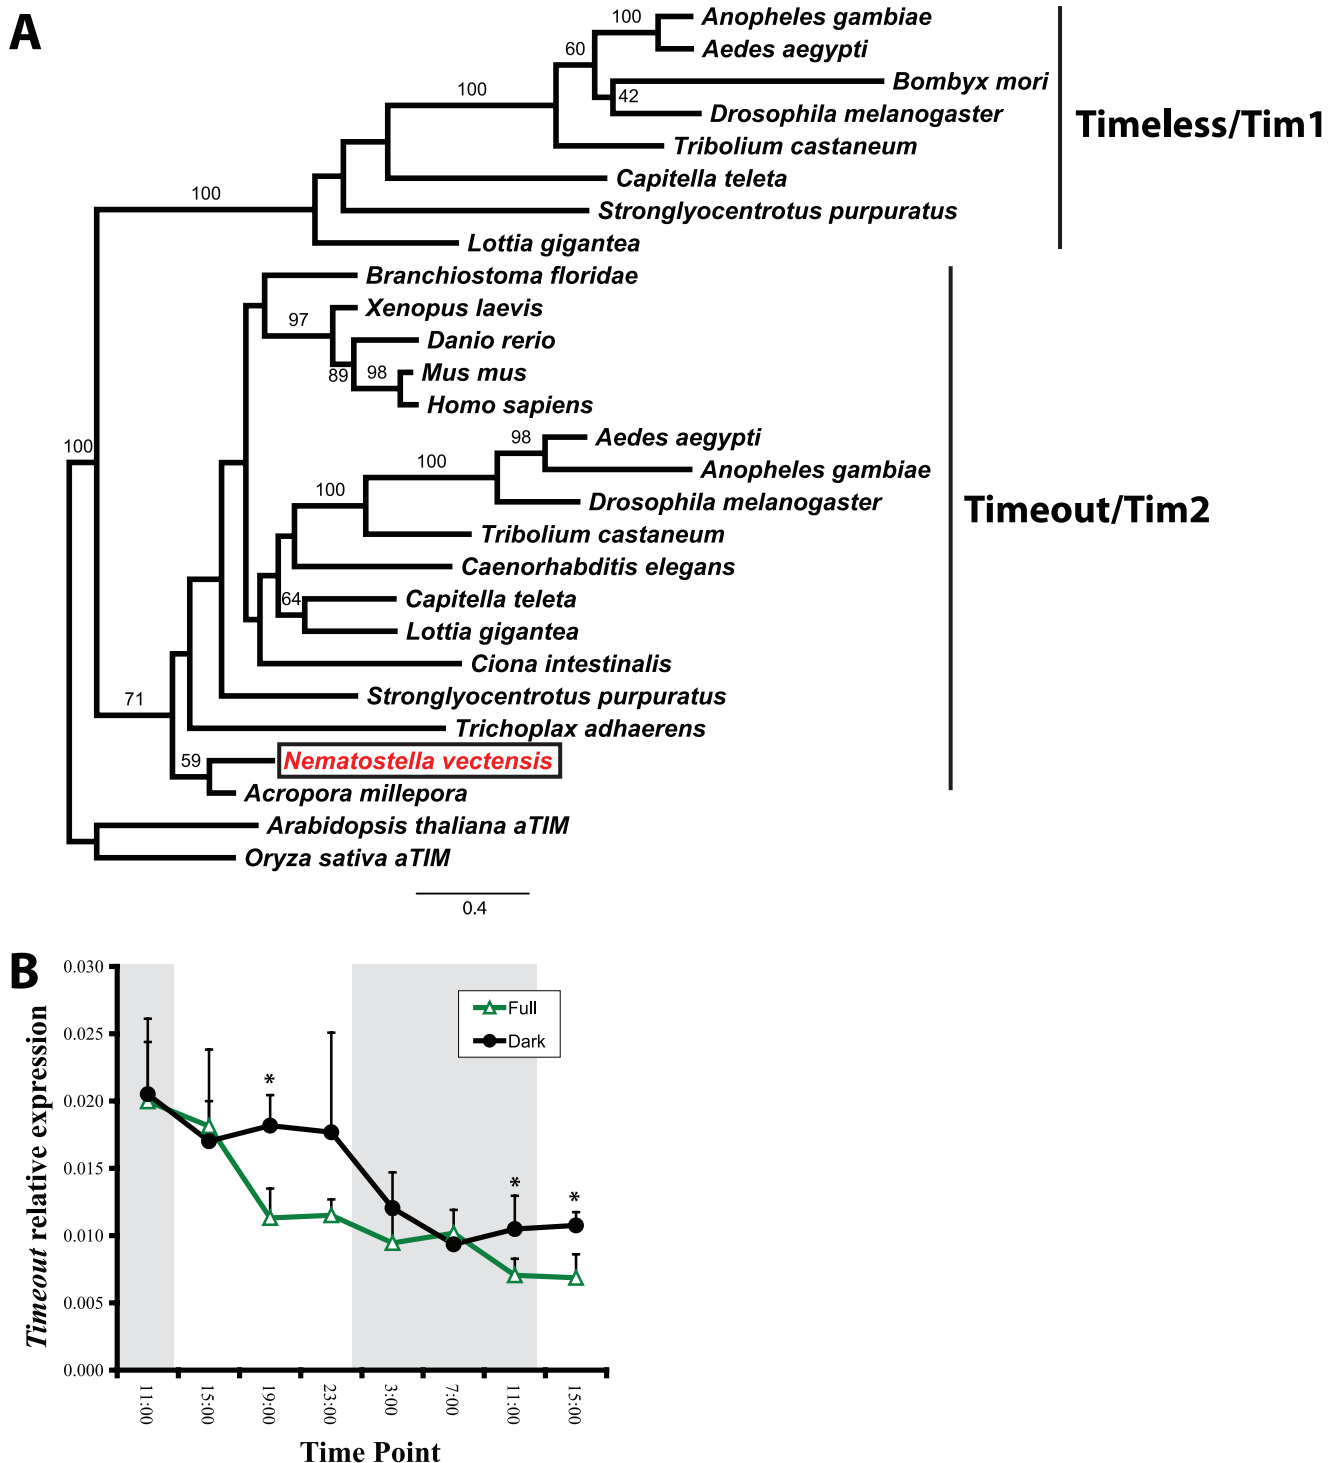 A
100
Anopheles gambiae
Aedes aegypti
60
Bombyx mori
100
42
Drosophila melanogaster
Timeless/Tim1
Tribolium castaneum
Capitella teleta
100
Stronglyocentrotus purpuratus
Lottia gigantea
Branchiostoma floridae
Xenopus laevis
97
Danio rerio
89
98
Mus mus
Homo sapiens
98
Aedes aegypti
100
Anopheles gambiae
100
Drosophila melanogaster
Timeout/Tim2
Tribolium castaneum
Caenorhabditis elegans
64
Capitella teleta
Lottia gigantea
Ciona intestinalis
71
Stronglyocentrotus purpuratus
Trichoplax adhaerens
59
Nematostella vectensis
Acropora millepora
100
Arabidopsis thaliana aTIM
Oryza sativa aTIM
0.4
B
0.030
0.025
0.020
0.015
0.010
0.005
0.000
Timeout relative expression
Full
Dark
*
*
*
11:00
15:00
19:00
23:00
3:00
7:00
11:00
15:00
Time Point